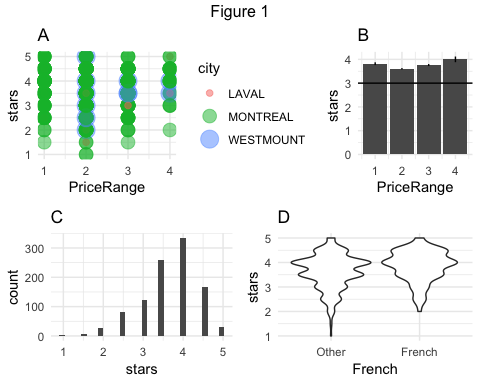 Figure 1
A
5
4
3
2
1
stars
1 2 3 4
PriceRange
city
LAVAL
MONTREAL
WESTMOUNT
B
4
3
2
1
0
stars
1 2 3 4
PriceRange
C
300
200
100
0
count
1 2 3 4 5
stars
D
5
4
3
2
1
stars
Other French
French